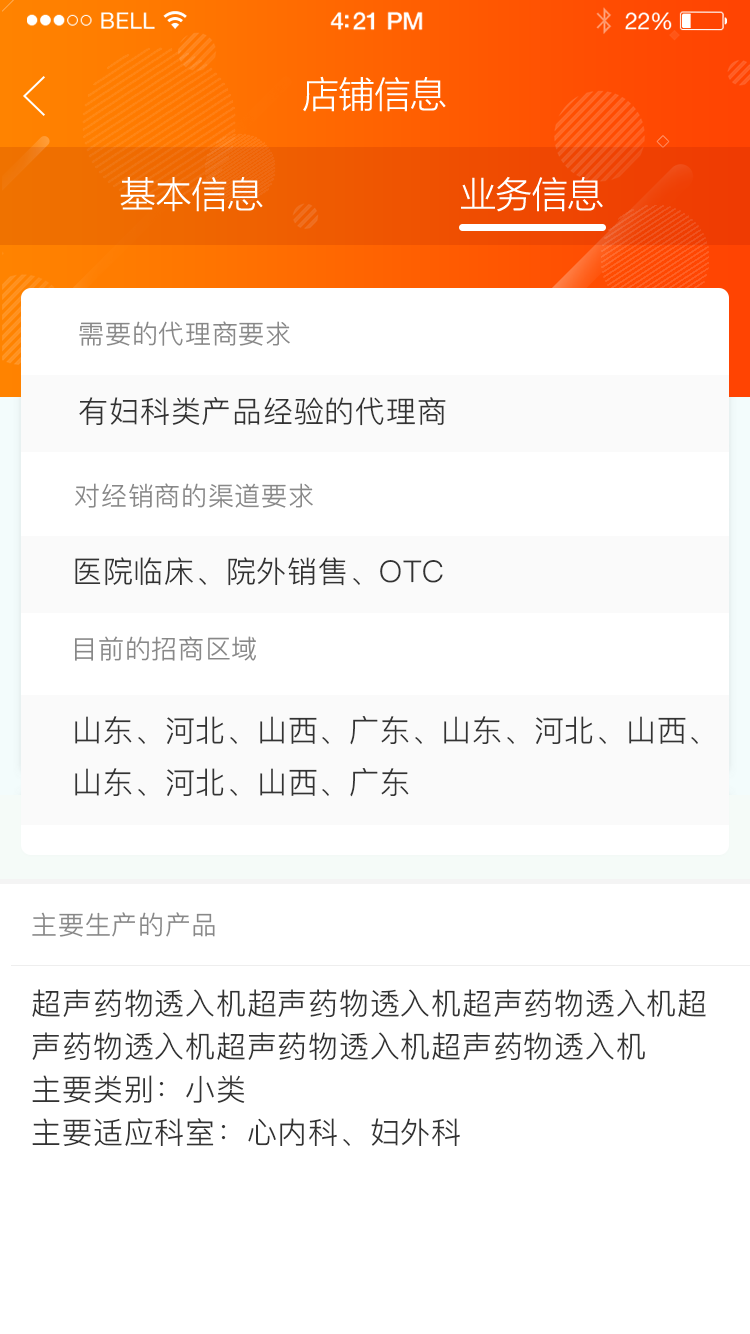 BELL 4:21 PM 22%
店铺信息
基本信息 业务信息
需要的代理商要求
有妇科类产品经验的代理商
对经销商的渠道要求
医院临床、院外销售、OTC
目前的招商区域
山东、河北、山西、广东、山东、河北、山西、
山东、河北、山西、广东
主要生产的产品
超声药物透入机超声药物透入机超声药物透入机超
声药物透入机超声药物透入机超声药物透入机
主要类别：小类
主要适应科室：心内科、妇外科